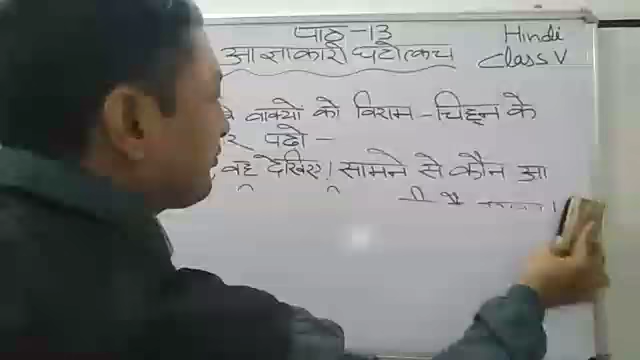 पाठ -13
Hindi
आज्ञाकारी घटोत्कच
Class V
वाक्यों को विराम - चिह्न के
पढ़ो -
वह देखिए! सामने से कौन आ